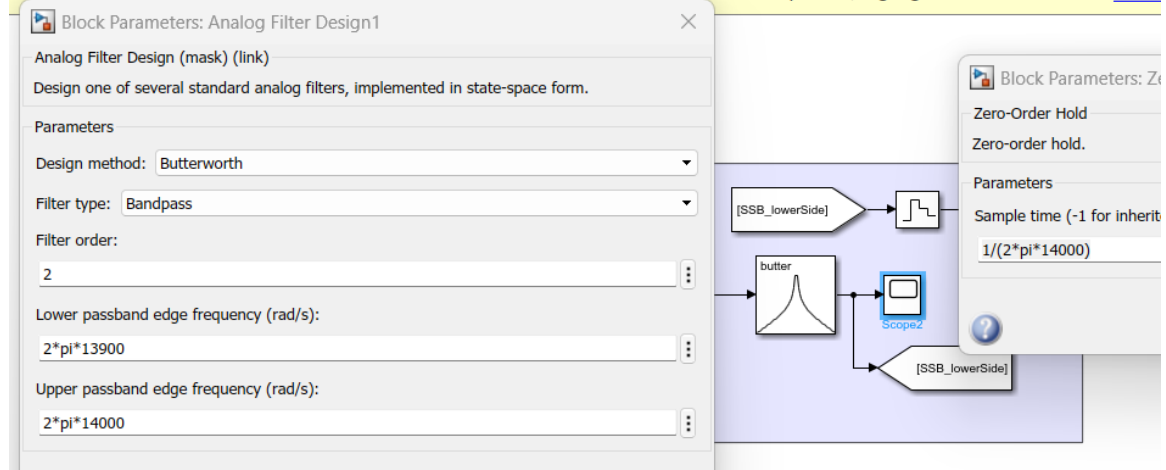 Block Parameters: Analog Filter Design1
Analog Filter Design (mask) (link)
Design one of several standard analog filters, implemented in state-space form.
Parameters
Design method: Butterworth
Filter type: Bandpass
Filter order:
2
Lower passband edge frequency (rad/s):
2*pi*13900
Upper passband edge frequency (rad/s):
2*pi*14000
[SSB_lowerSide]
butter
Scope2
[SSB_lowerSide]
Block Parameters: Ze
Zero-Order Hold
Zero-order hold.
Parameters
Sample time (-1 for inherite
1/(2*pi*14000)